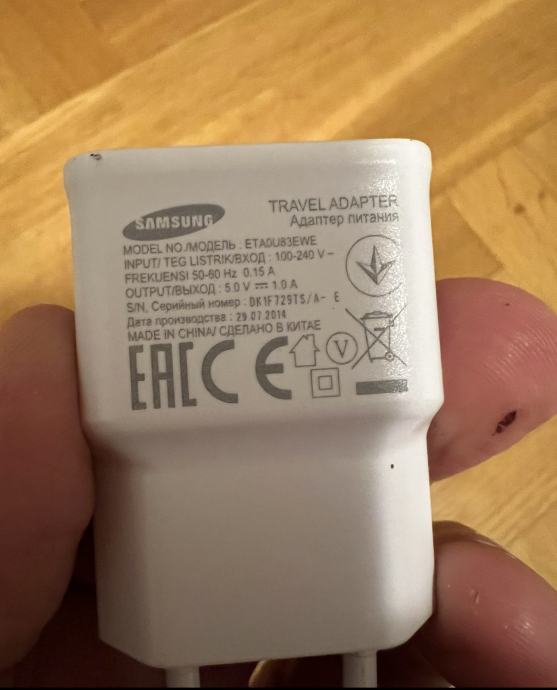 SAMSUNG
TRAVEL ADAPTER
Адаптер питания
MODEL NO./МОДЕЛЬ : ETA0U83EWE
INPUT/ TEG LISTRIK/ВХОД : 100-240 V~
FREKUENSI 50-60 Hz 0.15 A
OUTPUT/ВЫХОД : 5.0 V ⎓ 1.0 A
S/N, Серийный номер : DK1F729TS/A- E
Дата производства : 29.07.2014
MADE IN CHINA/ СДЕЛАНО В КИТАЕ
EAC CE V